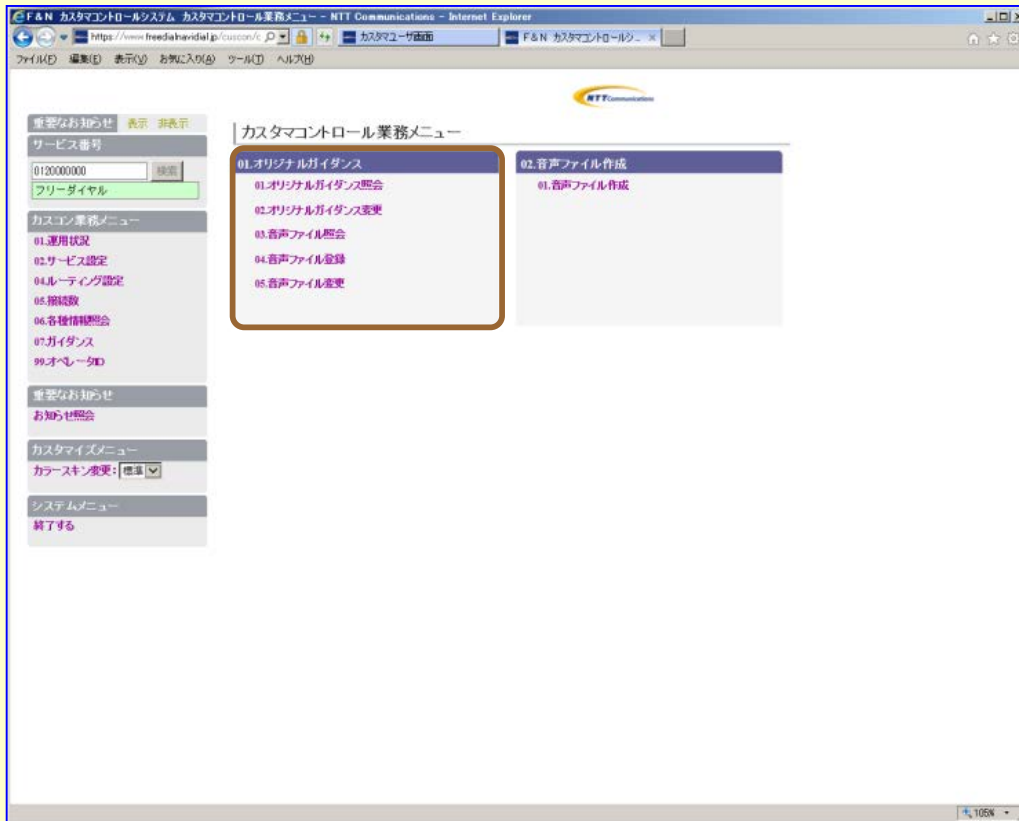 F&N カスタマコントロールシステム カスタマコントロール業務メニュー - NTT Communications - Internet Explorer
https://www.freedialnavidial.jp/cuscon/c
カスタマユーザ画面
F&N カスタマコントロールシ...
ファイル(F) 編集(E) 表示(V) お気に入り(A) ツール(T) ヘルプ(H)
NTT Communications
重要なお知らせ 表示 非表示
サービス番号
0120000000 検索
フリーダイヤル
カスコン業務メニュー
01.運用状況
02.サービス設定
04.ルーティング設定
05.接続数
06.各種情報照会
07.ガイダンス
99.オペレータID
重要なお知らせ
お知らせ照会
カスタマイズメニュー
カラースキン変更: 標準
システムメニュー
終了する
カスタマコントロール業務メニュー
01.オリジナルガイダンス
01.オリジナルガイダンス照会
02.オリジナルガイダンス変更
03.音声ファイル照会
04.音声ファイル登録
05.音声ファイル変更
02.音声ファイル作成
01.音声ファイル作成
105%